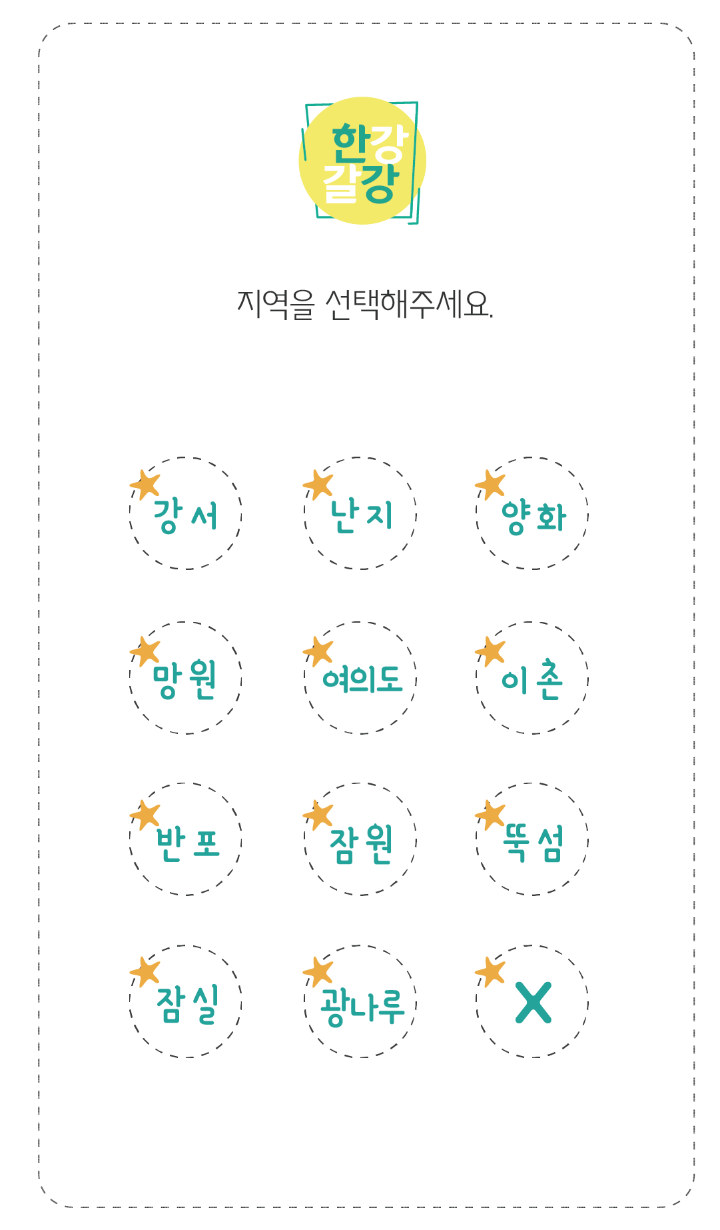 한강
갈강
지역을 선택해주세요.
강서 난지 양화
망원 여의도 이촌
반포 잠원 뚝섬
잠실 광나루 X